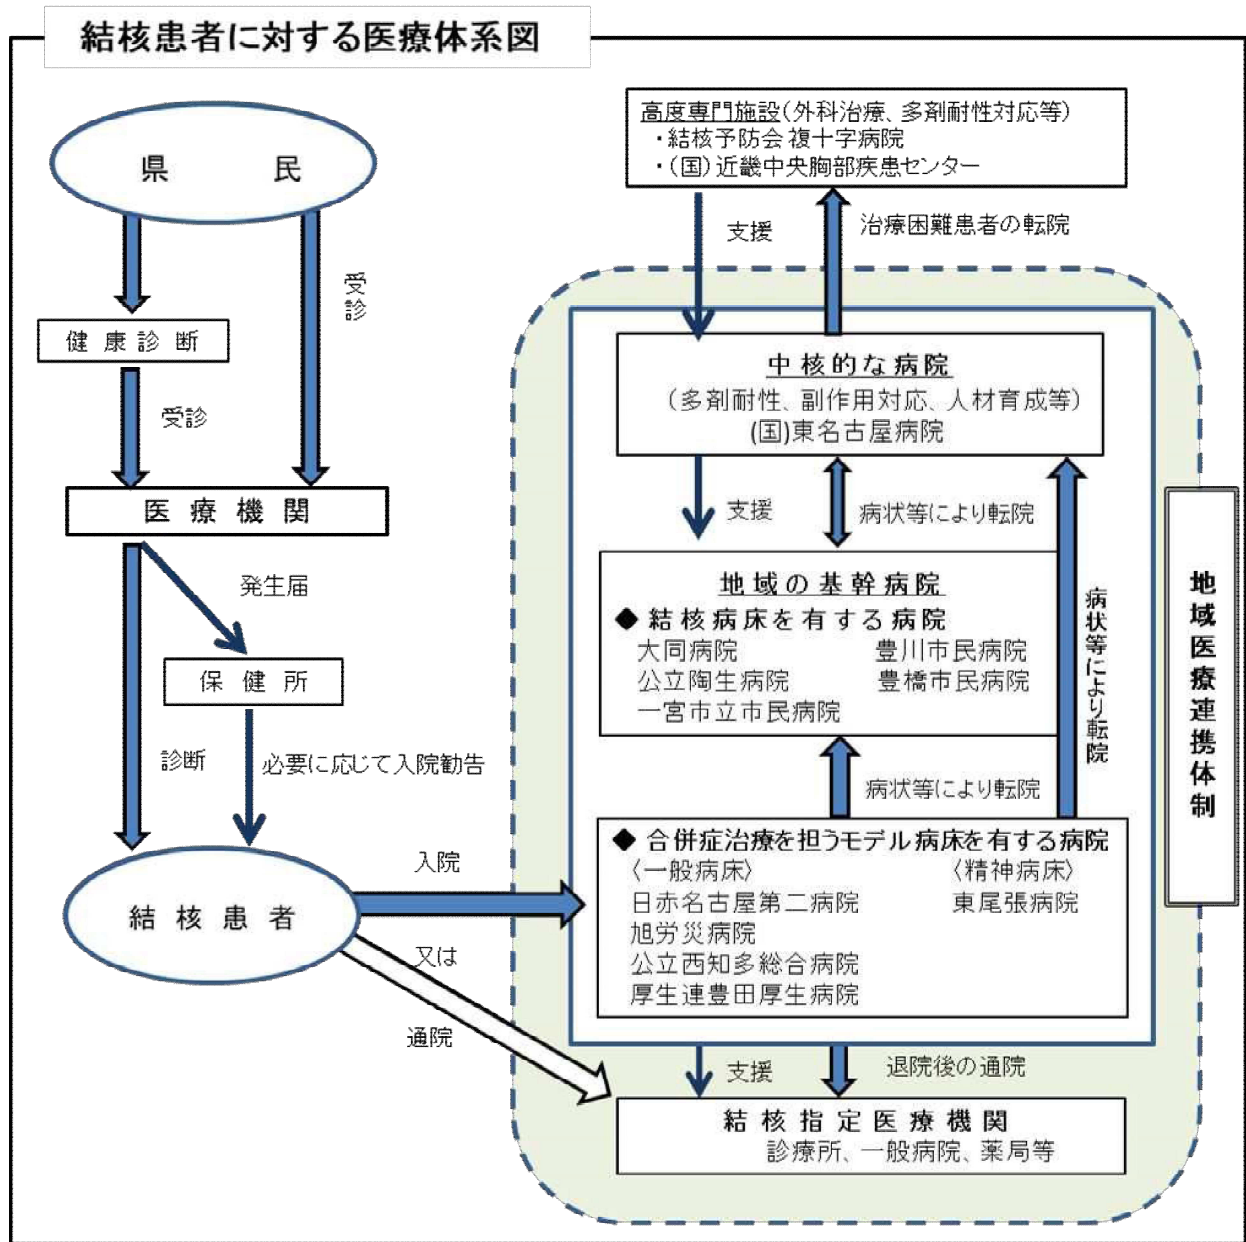 結核患者に対する医療体系図
県 民
受診
健 康 診 断
受診
医 療 機 関
発生届
保 健 所
診断
必要に応じて入院勧告
結 核 患 者
入院
又は
通院
高度専門施設(外科治療、多剤耐性対応等)
・結核予防会 複十字病院
・(国)近畿中央胸部疾患センター
支援
治療困難患者の転院
中核的な病院
(多剤耐性、副作用対応、人材育成等)
(国)東名古屋病院
支援
病状等により転院
地域の基幹病院
◆ 結核病床を有する病院
大同病院 豊川市民病院
公立陶生病院 豊橋市民病院
一宮市立市民病院
病状等により転院
病状等により転院
◆ 合併症治療を担うモデル病床を有する病院
〈一般病床〉 〈精神病床〉
日赤名古屋第二病院 東尾張病院
旭労災病院
公立西知多総合病院
厚生連豊田厚生病院
支援
退院後の通院
結核指定医療機関
診療所、一般病院、薬局等
地域医療連携体制